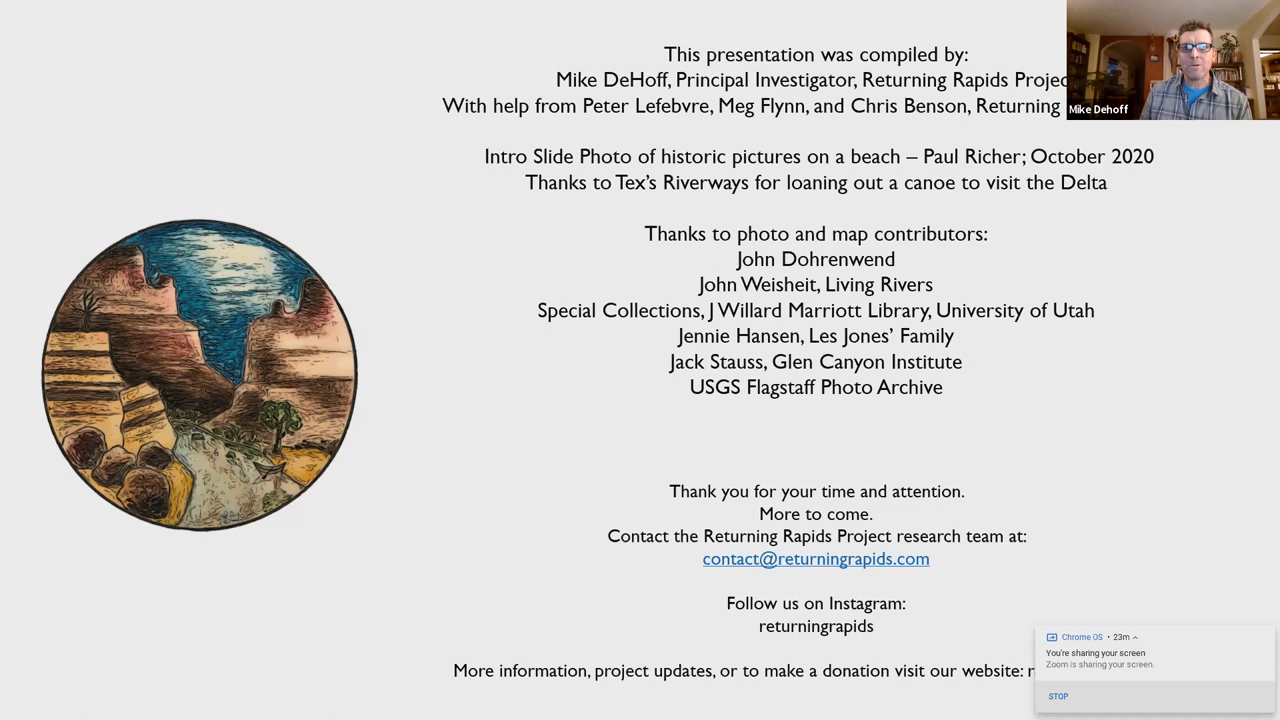 This presentation was compiled by:
Mike DeHoff, Principal Investigator, Returning Rapids
With help from Peter Lefebvre, Meg Flynn, and Chris Benson, Returning
Mike Dehoff
Intro Slide Photo of historic pictures on a beach – Paul Richer; October 2020
Thanks to Tex's Riverways for loaning out a canoe to visit the Delta
Thanks to photo and map contributors:
John Dohrenwend
John Weisheit, Living Rivers
Special Collections, J Willard Marriott Library, University of Utah
Jennie Hansen, Les Jones' Family
Jack Stauss, Glen Canyon Institute
USGS Flagstaff Photo Archive
Thank you for your time and attention.
More to come.
Contact the Returning Rapids Project research team at:
contact@returningrapids.com
Follow us on Instagram:
returningrapids
More information, project updates, or to make a donation visit our website:
Chrome OS • 23m
You're sharing your screen
Zoom is sharing your screen.
STOP